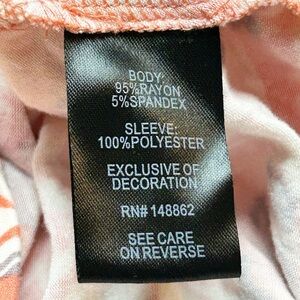 BODY:
95%RAYON
5%SPANDEX
SLEEVE:
100%POLYESTER
EXCLUSIVE OF
DECORATION
RN# 148862
SEE CARE
ON REVERSE